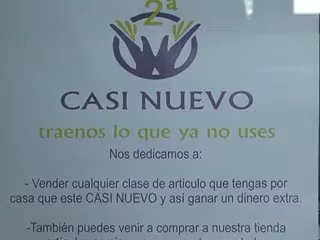 2ª
CASI NUEVO
traenos lo que ya no uses
Nos dedicamos a:
- Vender cualquier clase de articulo que tengas por
casa que este CASI NUEVO y así ganar un dinero extra.
-También puedes venir a comprar a nuestra tienda